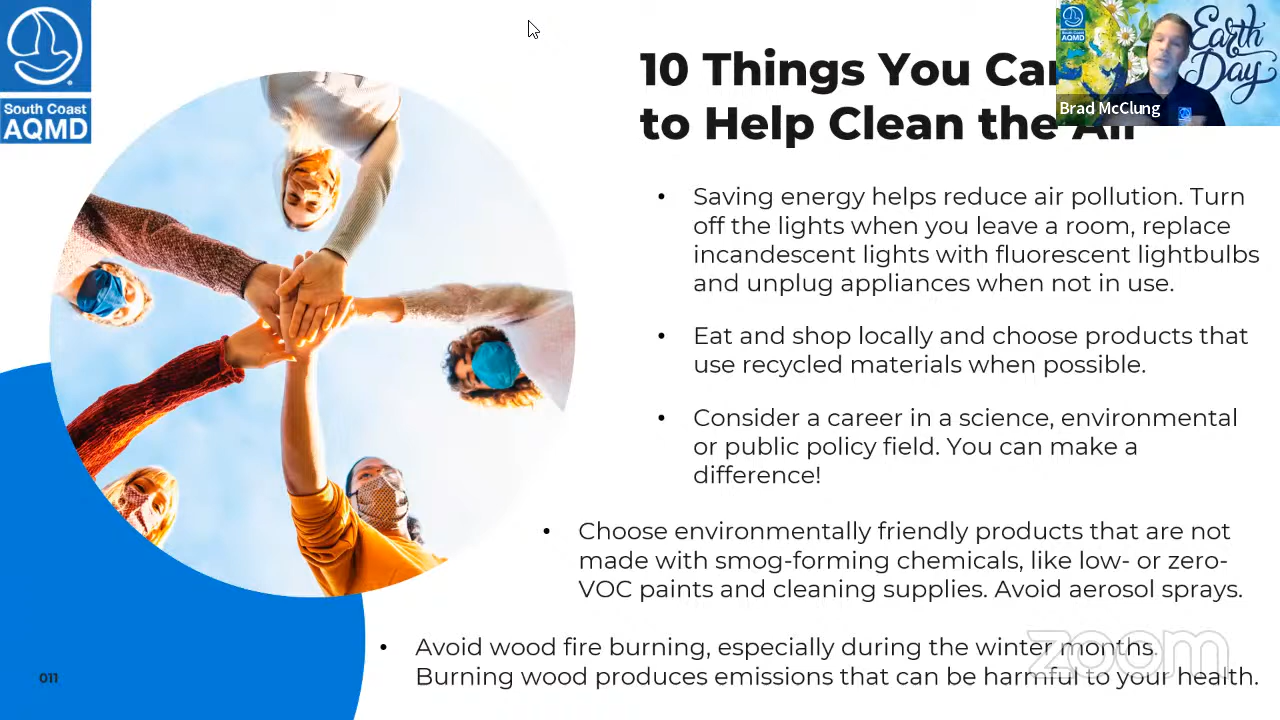 South Coast
AQMD
10 Things You Ca
to Help Clean the Air
South Coast
AQMD
Earth
Day
Brad McClung
• Saving energy helps reduce air pollution. Turn
off the lights when you leave a room, replace
incandescent lights with fluorescent lightbulbs
and unplug appliances when not in use.
• Eat and shop locally and choose products that
use recycled materials when possible.
• Consider a career in a science, environmental
or public policy field. You can make a
difference!
• Choose environmentally friendly products that are not
made with smog-forming chemicals, like low- or zero-
VOC paints and cleaning supplies. Avoid aerosol sprays.
• Avoid wood fire burning, especially during the winter months.
Burning wood produces emissions that can be harmful to your health.
zoom
011